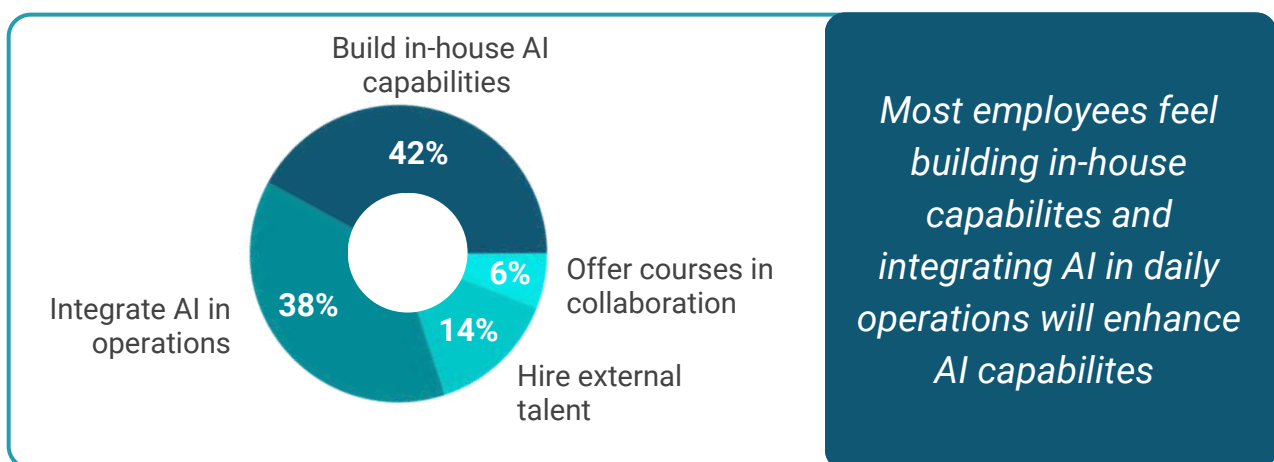 Build in-house AI
capabilities
42%
6%
Offer courses in
collaboration
38%
Integrate AI in
operations
14%
Hire external
talent
Most employees feel
building in-house
capabilites and
integrating AI in daily
operations will enhance
AI capabilites